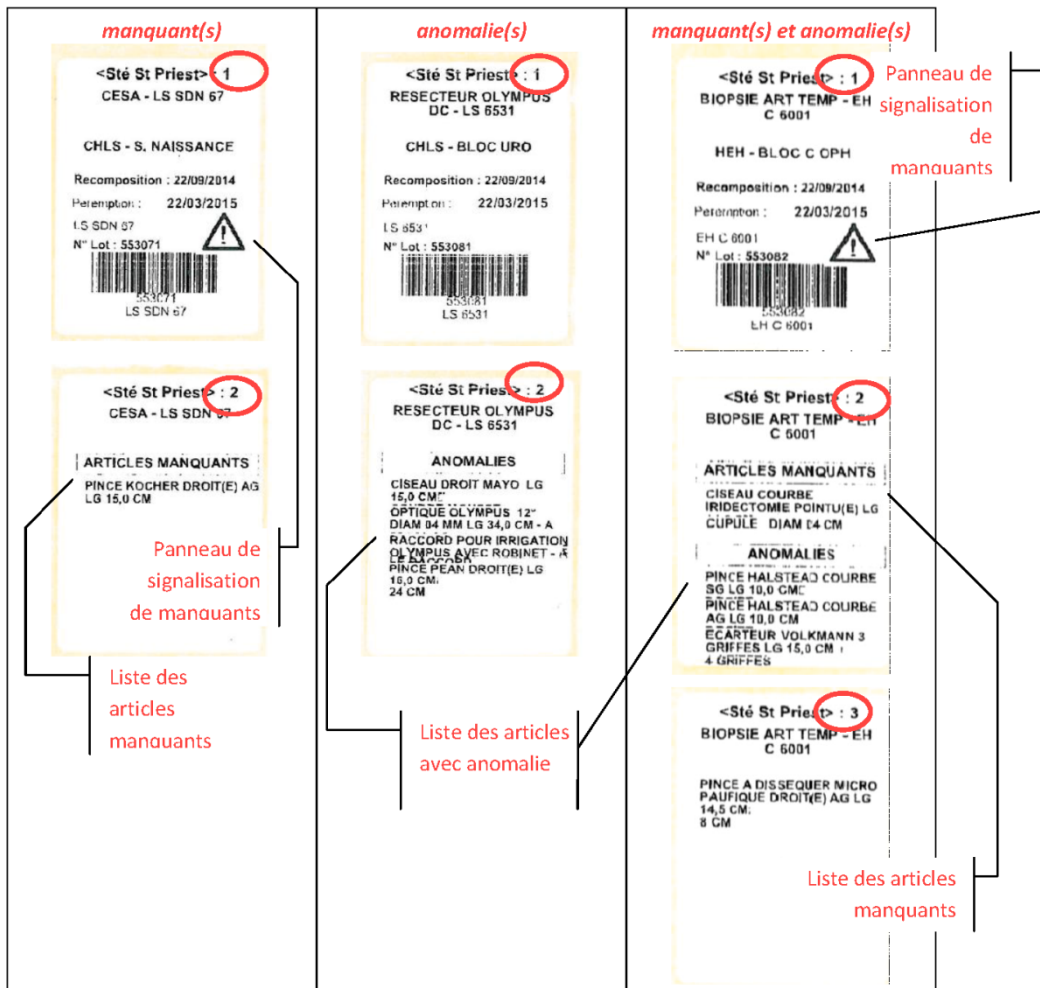 manquant(s)
<Sté St Priest> : 1
CESA - LS SDN 67
CHLS - S. NAISSANCE
Recomposition : 22/09/2014
Peremption : 22/03/2015
LS SDN 67
N° Lot : 553071
553071
LS SDN 67
<Sté St Priest> : 2
CESA - LS SDN 67
ARTICLES MANQUANTS
PINCE KOCHER DROIT(E) AG
LG 15,0 CM
Panneau de
signalisation
de manquants
Liste des
articles
manquants
anomalie(s)
<Sté St Priest> : 1
RESECTEUR OLYMPUS
DC - LS 6531
CHLS - BLOC URO
Recomposition : 22/09/2014
Peremption : 22/03/2015
LS 6531
N° Lot : 553081
553081
LS 6531
<Sté St Priest> : 2
RESECTEUR OLYMPUS
DC - LS 6531
ANOMALIES
CISEAU DROIT MAYO LG
15,0 CM
OPTIQUE OLYMPUS 12°
DIAM 04 MM LG 34,0 CM - A
RACCORD POUR IRRIGATION
OLYMPUS AVEC ROBINET -
LE RACCORD
PINCE PEAN DROIT(E) LG
16,0 CM
24 CM
Liste des articles
avec anomalie
manquant(s) et anomalie(s)
<Sté St Priest> : 1
BIOPSIE ART TEMP - EH
C 6001
HEH - BLOC C OPH
Recomposition : 22/09/2014
Peremption : 22/03/2015
EH C 6001
N° Lot : 553082
553082
EH C 6001
Panneau de
signalisation
de
manquants
<Sté St Priest> : 2
BIOPSIE ART TEMP - EH
C 6001
ARTICLES MANQUANTS
CISEAU COURBE
IRIDECTOMIE POINTU(E) LG
CUPULE DIAM 04 CM
ANOMALIES
PINCE HALSTEAD COURBE
SG LG 10,0 CM
PINCE HALSTEAD COURBE
AG LG 10,0 CM
ECARTEUR VOLKMANN 3
GRIFFES LG 15,0 CM
4 GRIFFES
<Sté St Priest> : 3
BIOPSIE ART TEMP - EH
C 6001
PINCE A DISSEQUER MICRO
PAUFIQUE DROIT(E) AG LG
14,5 CM
8 CM
Liste des articles
manquants